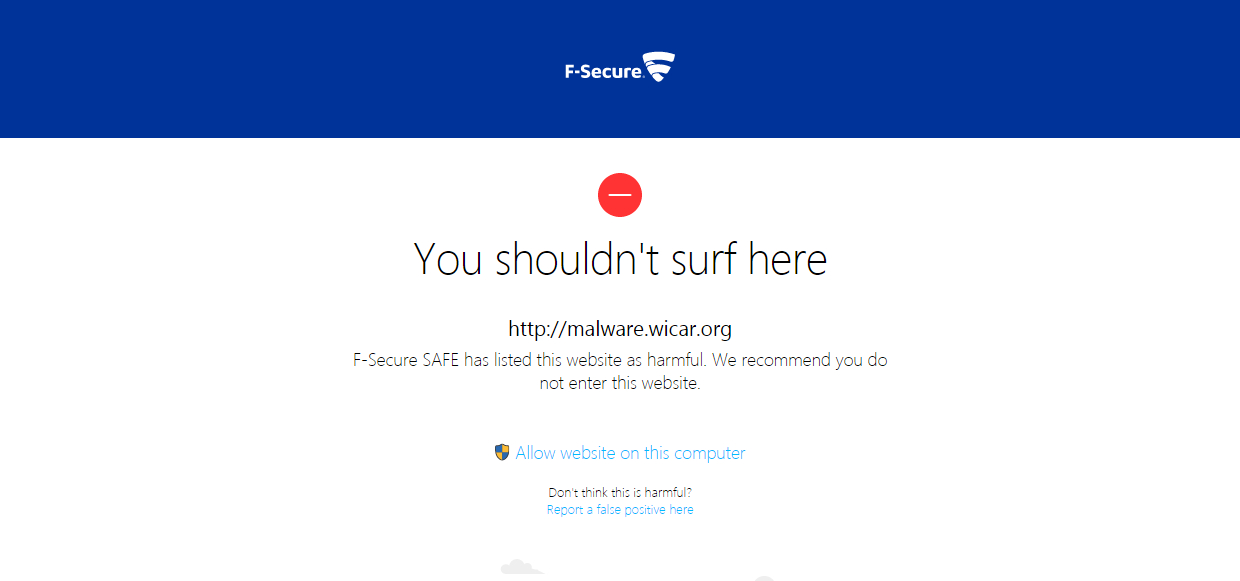 F-Secure
You shouldn't surf here
http://malware.wicar.org
F-Secure SAFE has listed this website as harmful. We recommend you do
not enter this website.
Allow website on this computer
Don't think this is harmful?
Report a false positive here